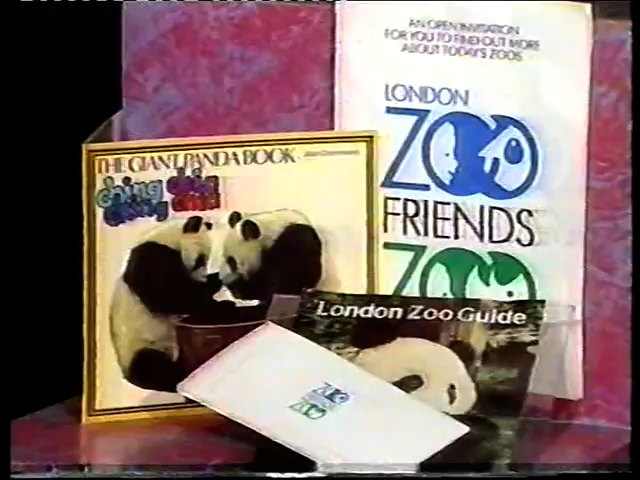 AN OPEN INVITATION
FOR YOU TO FIND OUT MORE
ABOUT TODAY'S ZOOS
LONDON
ZOO
FRIENDS
ZOO
THE GIANT PANDA BOOK
ching chia
ching chia
London Zoo Guide
ZOO
ZOO